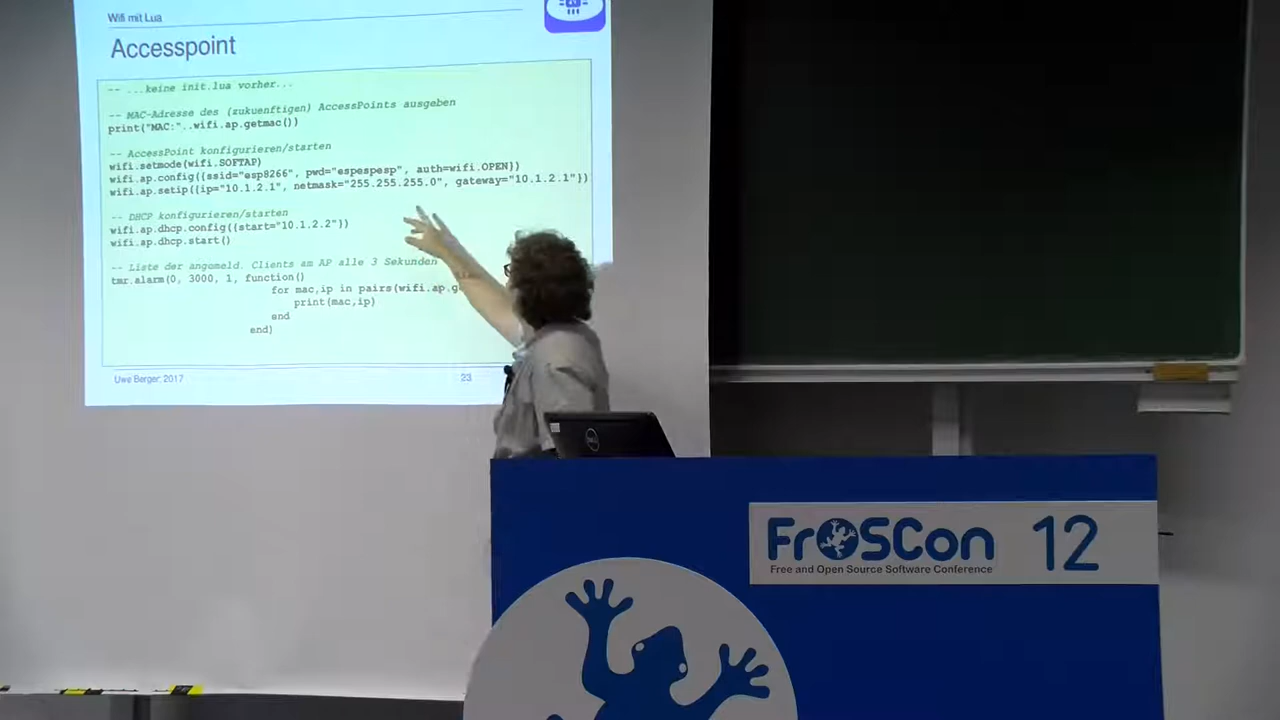 Wifi mit Lua
Accesspoint
-- ...keine init.lua vorher...
-- MAC-Adresse des (zukuenftigen) AccessPoints ausgeben
print("MAC:"..wifi.ap.getmac())
-- AccessPoint konfigurieren/starten
wifi.setmode(wifi.SOFTAP)
wifi.ap.config({ssid="esp8266", pwd="espespesp", auth=wifi.OPEN})
wifi.ap.setip({ip="10.1.2.1", netmask="255.255.255.0", gateway="10.1.2.1"})
-- DHCP konfigurieren/starten
wifi.ap.dhcp.config({start="10.1.2.2"})
wifi.ap.dhcp.start()
-- Liste der angemeld. Clients am AP alle 3 Sekunden
tmr.alarm(0, 3000, 1, function()
for mac,ip in pairs(wifi.ap.g
print(mac,ip)
end
end)
Uwe Berger; 2017
23
DELL
FrOSCon 12
Free and Open Source Software Conference